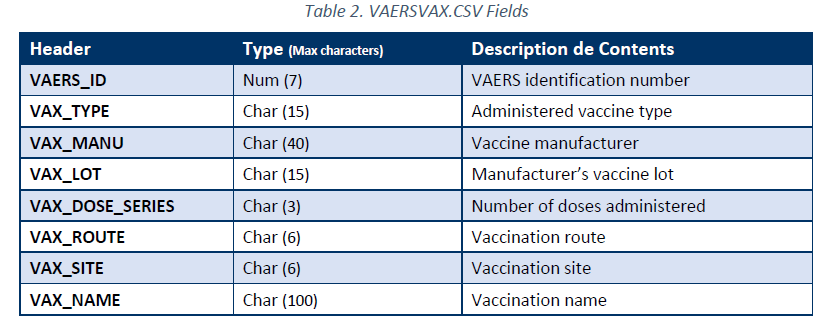 Table 2. VAERSVAX.CSV Fields
Header Type (Max characters) Description de Contents
VAERS_ID Num (7) VAERS identification number
VAX_TYPE Char (15) Administered vaccine type
VAX_MANU Char (40) Vaccine manufacturer
VAX_LOT Char (15) Manufacturer’s vaccine lot
VAX_DOSE_SERIES Char (3) Number of doses administered
VAX_ROUTE Char (6) Vaccination route
VAX_SITE Char (6) Vaccination site
VAX_NAME Char (100) Vaccination name